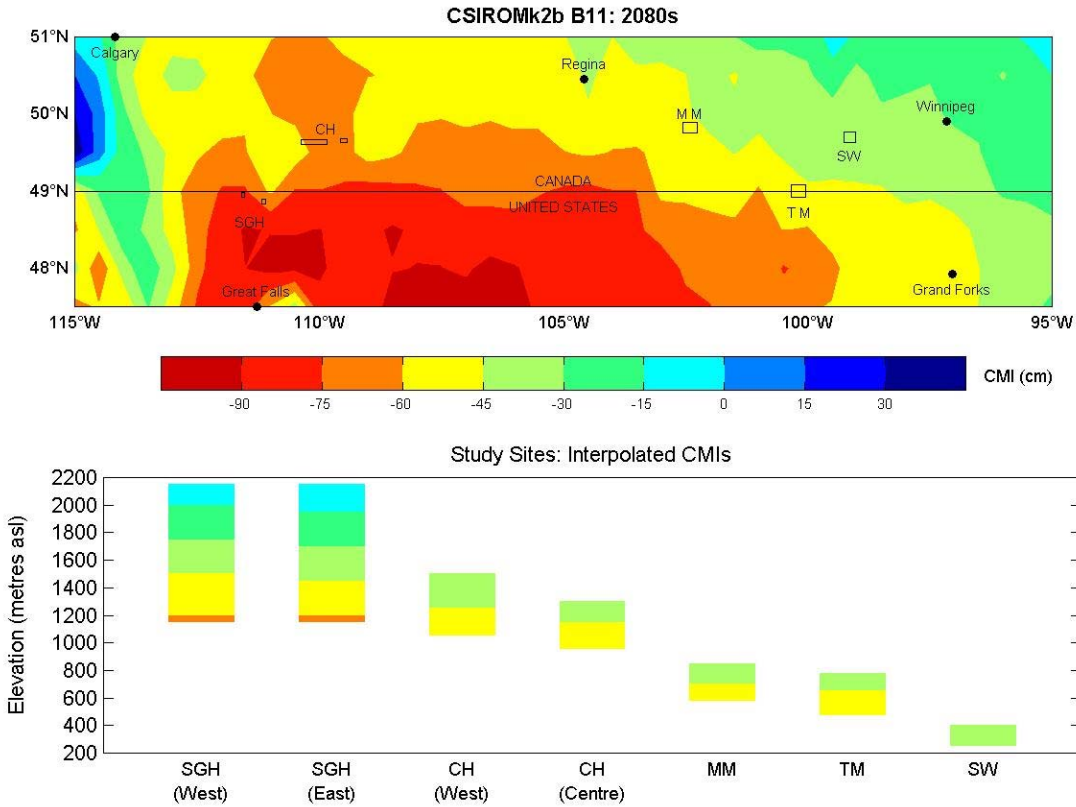 CSIROMk2b B11: 2080s
51°N
50°N
49°N
48°N
Calgary
Regina
Winnipeg
M M
CH
SW
CANADA
UNITED STATES
T M
SGH
Great Falls
Grand Forks
115°W 110°W 105°W 100°W 95°W
CMI (cm)
-90 -75 -60 -45 -30 -15 0 15 30
Study Sites: Interpolated CMIs
Elevation (metres asl)
2200
2000
1800
1600
1400
1200
1000
800
600
400
200
SGH (West)
SGH (East)
CH (West)
CH (Centre)
MM
TM
SW